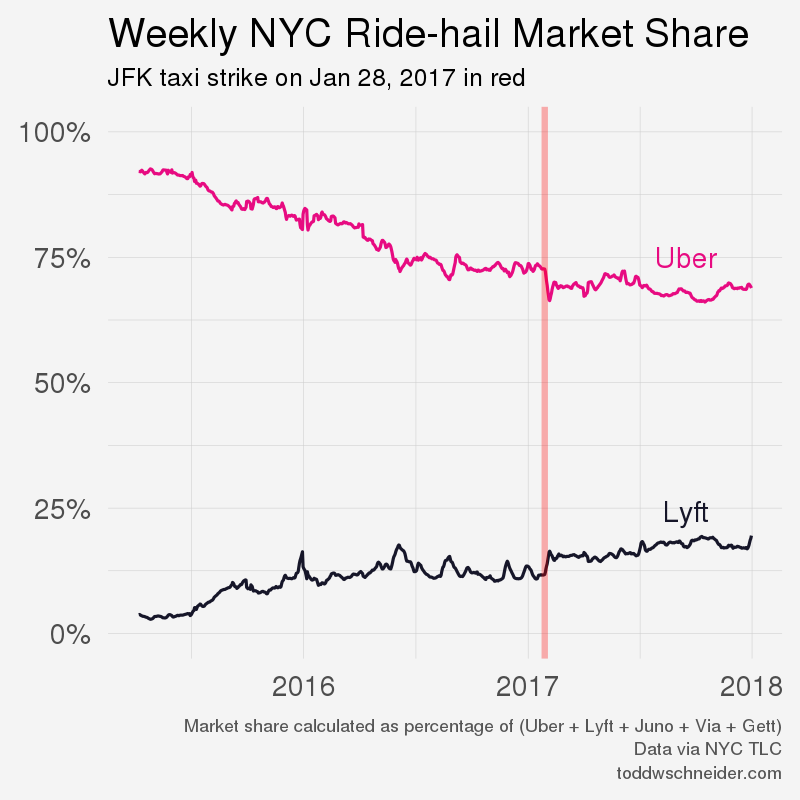 Weekly NYC Ride-hail Market Share
JFK taxi strike on Jan 28, 2017 in red
100%
75%
50%
25%
0%
Uber
Lyft
2016
2017
2018
Market share calculated as percentage of (Uber + Lyft + Juno + Via + Gett)
Data via NYC TLC
toddwschneider.com